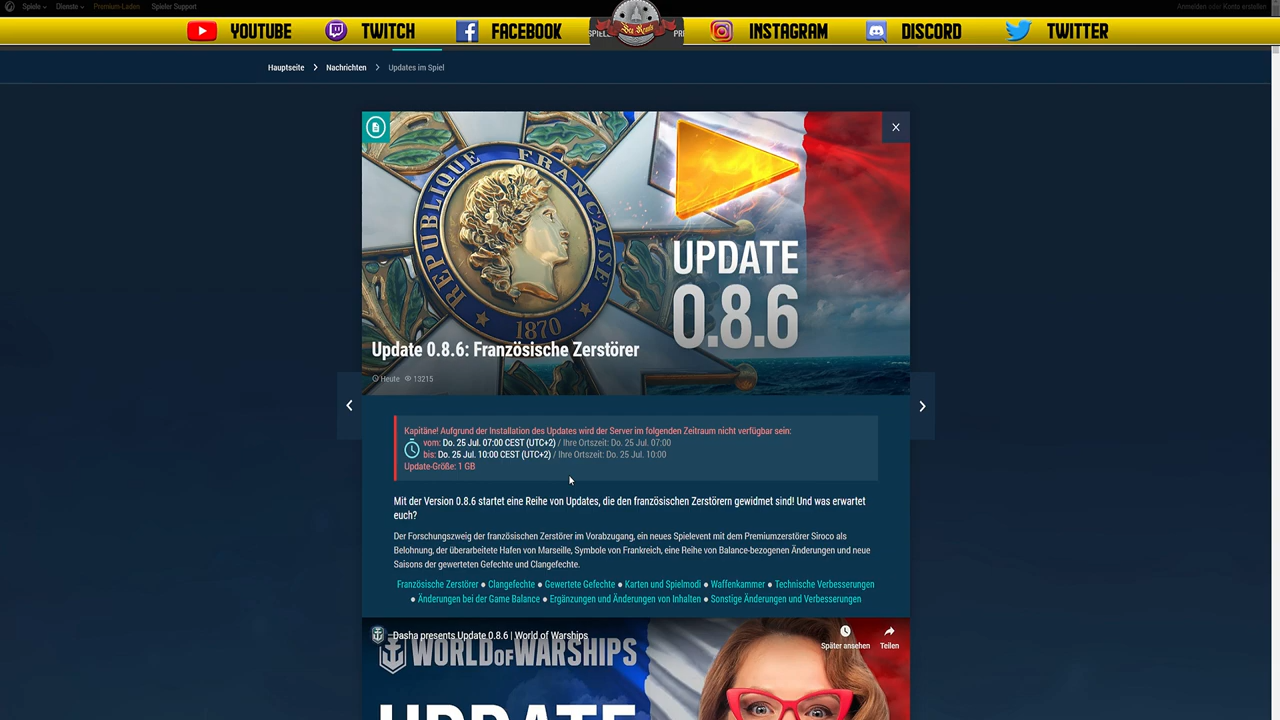 Spiele Dienste Premium-Laden Spieler Support
Anmelden oder Konto erstellen
YOUTUBE TWITCH FACEBOOK INSTAGRAM DISCORD TWITTER
Hauptseite Nachrichten Updates im Spiel
REPUBLIQUE FRANÇAISE
1870
UPDATE
0.8.6
Update 0.8.6: Französische Zerstörer
Heute 13215
Kapitäne! Aufgrund der Installation des Updates wird der Server im folgenden Zeitraum nicht verfügbar sein:
vom: Do. 25 Jul. 07:00 CEST (UTC+2) / Ihre Ortszeit: Do. 25 Jul. 07:00
bis: Do. 25 Jul. 10:00 CEST (UTC+2) / Ihre Ortszeit: Do. 25 Jul. 10:00
Update-Größe: 1 GB
Mit der Version 0.8.6 startet eine Reihe von Updates, die den französischen Zerstörern gewidmet sind! Und was erwartet
euch?
Der Forschungszweig der französischen Zerstörer im Vorabzugang, ein neues Spielevent mit dem Premiumzerstörer Siroco als
Belohnung, der überarbeitete Hafen von Marseille, Symbole von Frankreich, eine Reihe von Balance-bezogenen Änderungen und neue
Saisons der gewerteten Gefechte und Clangefechte.
Französische Zerstörer ● Clangefechte ● Gewertete Gefechte ● Karten und Spielmodi ● Waffenkammer ● Technische Verbesserungen
● Änderungen bei der Game Balance ● Ergänzungen und Änderungen von Inhalten ● Sonstige Änderungen und Verbesserungen
Dasha presents Update 0.8.6 | World of Warships
Später ansehen Teilen
WORLD OF WARSHIPS
UPDATE